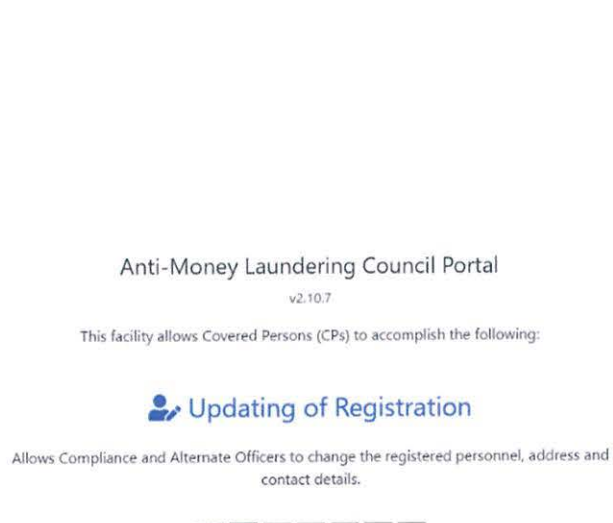 Anti-Money Laundering Council Portal
v2.10.7
This facility allows Covered Persons (CPs) to accomplish the following:
Updating of Registration
Allows Compliance and Alternate Officers to change the registered personnel, address and
contact details.